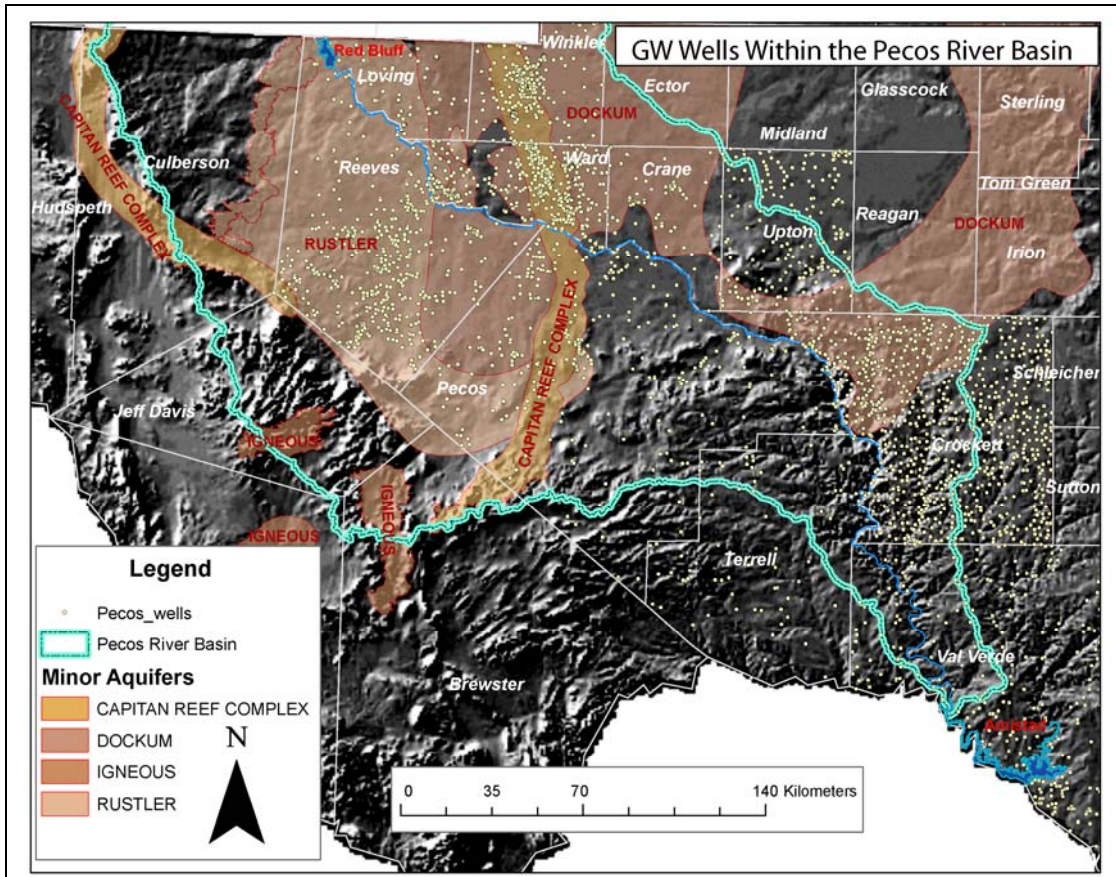 GW Wells Within the Pecos River Basin
Red Bluff
Winkler
Loving
Ector
Glasscock
Sterling
CAPITAN REEF COMPLEX
DOCKUM
Midland
Culberson
Reeves
Ward
Crane
Tom Green
Hudspeth
Reagan
DOCKUM
Upton
RUSTLER
Irion
CAPITAN REEF COMPLEX
Pecos
Schleicher
Jeff Davis
IGNEOUS
Crockett
Sutton
IGNEOUS
IGNEOUS
Terrell
Val Verde
Brewster
Amistad
Legend
Pecos_wells
Pecos River Basin
Minor Aquifers
CAPITAN REEF COMPLEX
DOCKUM
IGNEOUS
RUSTLER
N
0 35 70 140 Kilometers